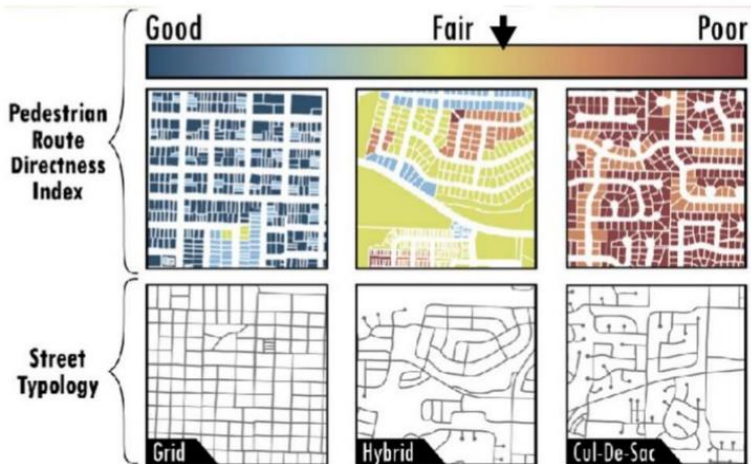 Good Fair Poor
Pedestrian
Route
Directness
Index
Street
Typology
Grid Hybrid Cul-De-Sac